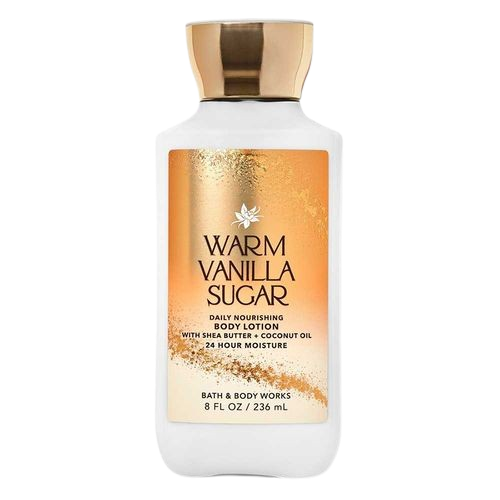 WARM
VANILLA
SUGAR
DAILY NOURISHING
BODY LOTION
WITH SHEA BUTTER + COCONUT OIL
24 HOUR MOISTURE
BATH & BODY WORKS
8 FL OZ / 236 mL